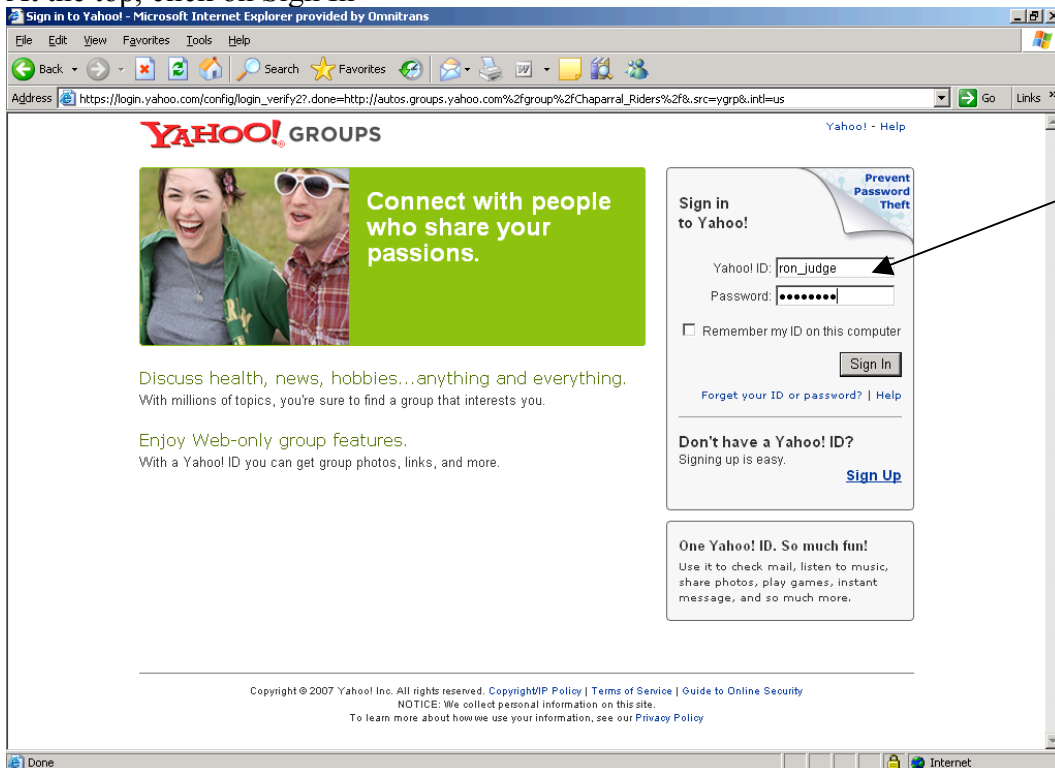 At the top, click on Sign In
Sign in to Yahoo! - Microsoft Internet Explorer provided by Omnitrans
File Edit View Favorites Tools Help
Back Search Favorites
Address https://login.yahoo.com/config/login_verify2?.done=http://autos.groups.yahoo.com%2fgroup%2fChaparral_Riders%2f&.src=ygrp&.intl=us Go Links »
YAHOO! GROUPS
Yahoo! - Help
Connect with people
who share your
passions.
Discuss health, news, hobbies...anything and everything.
With millions of topics, you're sure to find a group that interests you.
Enjoy Web-only group features.
With a Yahoo! ID you can get group photos, links, and more.
Prevent
Password
Theft
Sign in
to Yahoo!
Yahoo! ID: ron_judge
Password: ••••••••
Remember my ID on this computer
Sign In
Forget your ID or password? | Help
Don't have a Yahoo! ID?
Signing up is easy.
Sign Up
One Yahoo! ID. So much fun!
Use it to check mail, listen to music,
share photos, play games, instant
message, and so much more.
Copyright © 2007 Yahoo! Inc. All rights reserved. Copyright/IP Policy | Terms of Service | Guide to Online Security
NOTICE: We collect personal information on this site.
To learn more about how we use your information, see our Privacy Policy
Done Internet